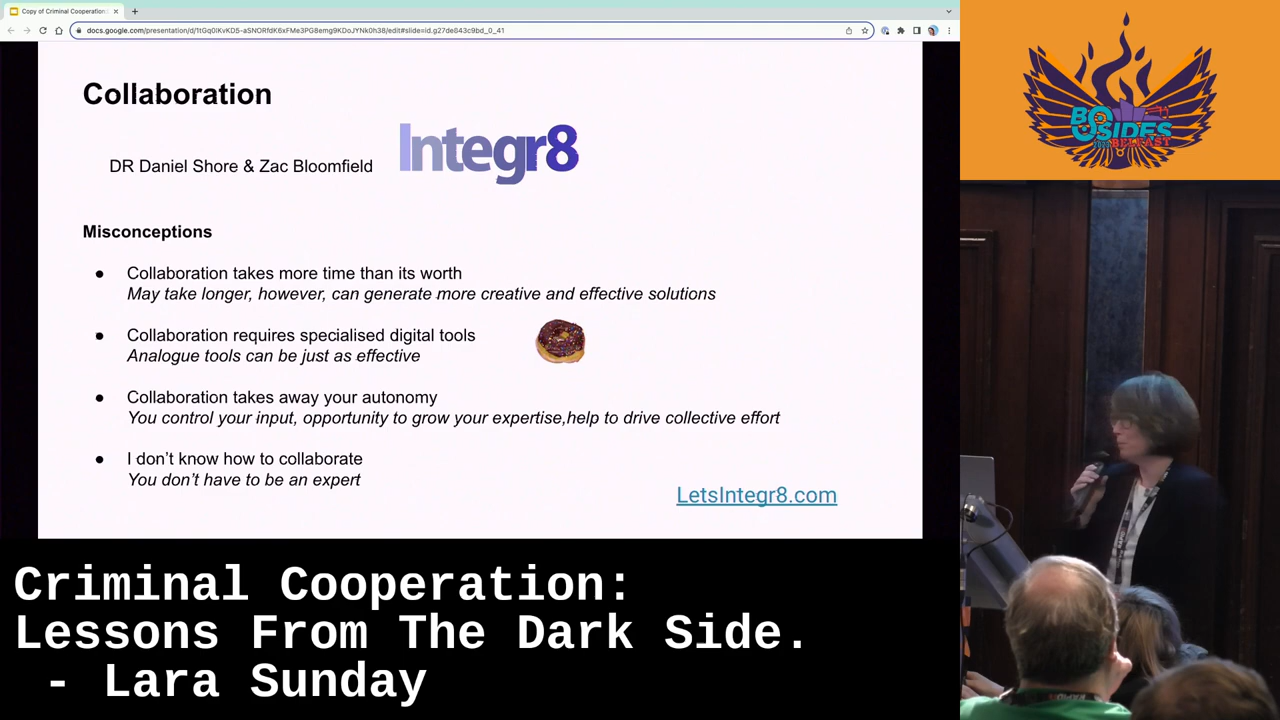 Copy of Criminal Cooperation
docs.google.com/presentation/d/1tGq0IKvKD5-aSNORfdK6xFMe3PG8emg9KDoJYNk0h38/edit#slide=id.g27de843c9bd_0_41
Collaboration
Integr8
DR Daniel Shore & Zac Bloomfield
Misconceptions
● Collaboration takes more time than its worth
May take longer, however, can generate more creative and effective solutions
● Collaboration requires specialised digital tools
Analogue tools can be just as effective
● Collaboration takes away your autonomy
You control your input, opportunity to grow your expertise,help to drive collective effort
● I don’t know how to collaborate
You don’t have to be an expert
LetsIntegr8.com
BSIDES
BELFAST
Criminal Cooperation:
Lessons From The Dark Side.
- Lara Sunday